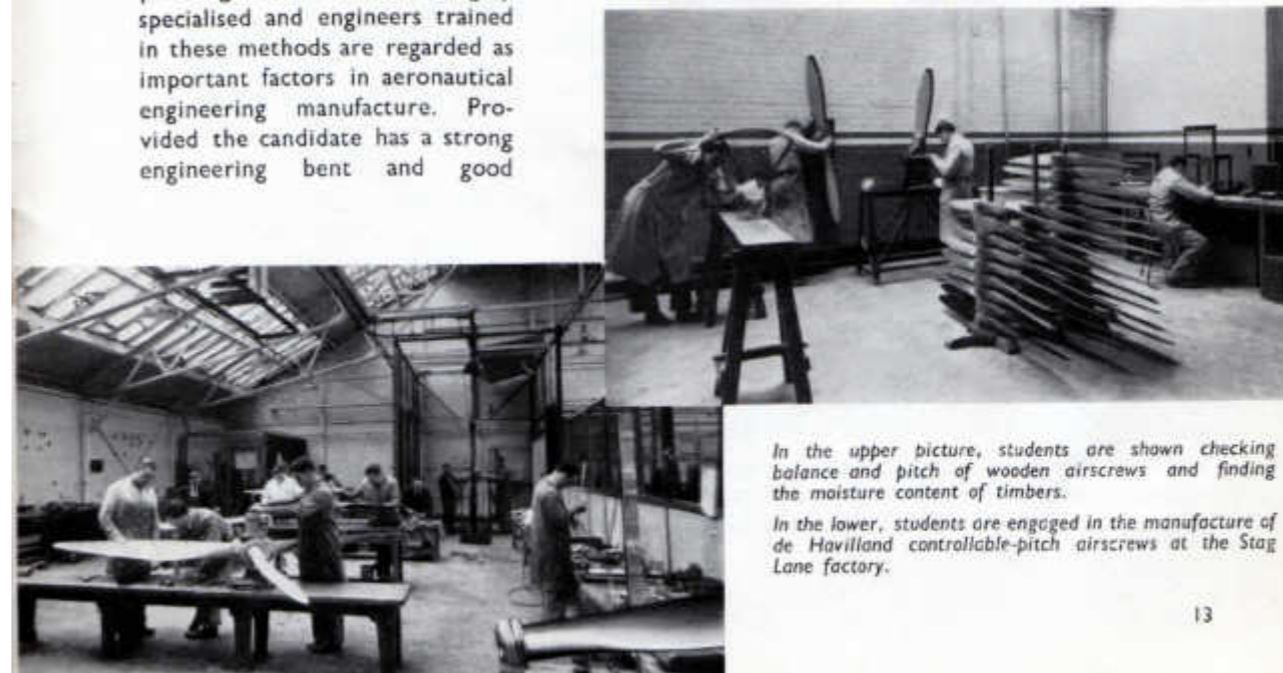 specialised and engineers trained
in these methods are regarded as
important factors in aeronautical
engineering manufacture. Pro-
vided the candidate has a strong
engineering bent and good
In the upper picture, students are shown checking
balance and pitch of wooden airscrews and finding
the moisture content of timbers.
In the lower, students are engaged in the manufacture of
de Havilland controllable-pitch airscrews at the Stag
Lane factory.
13